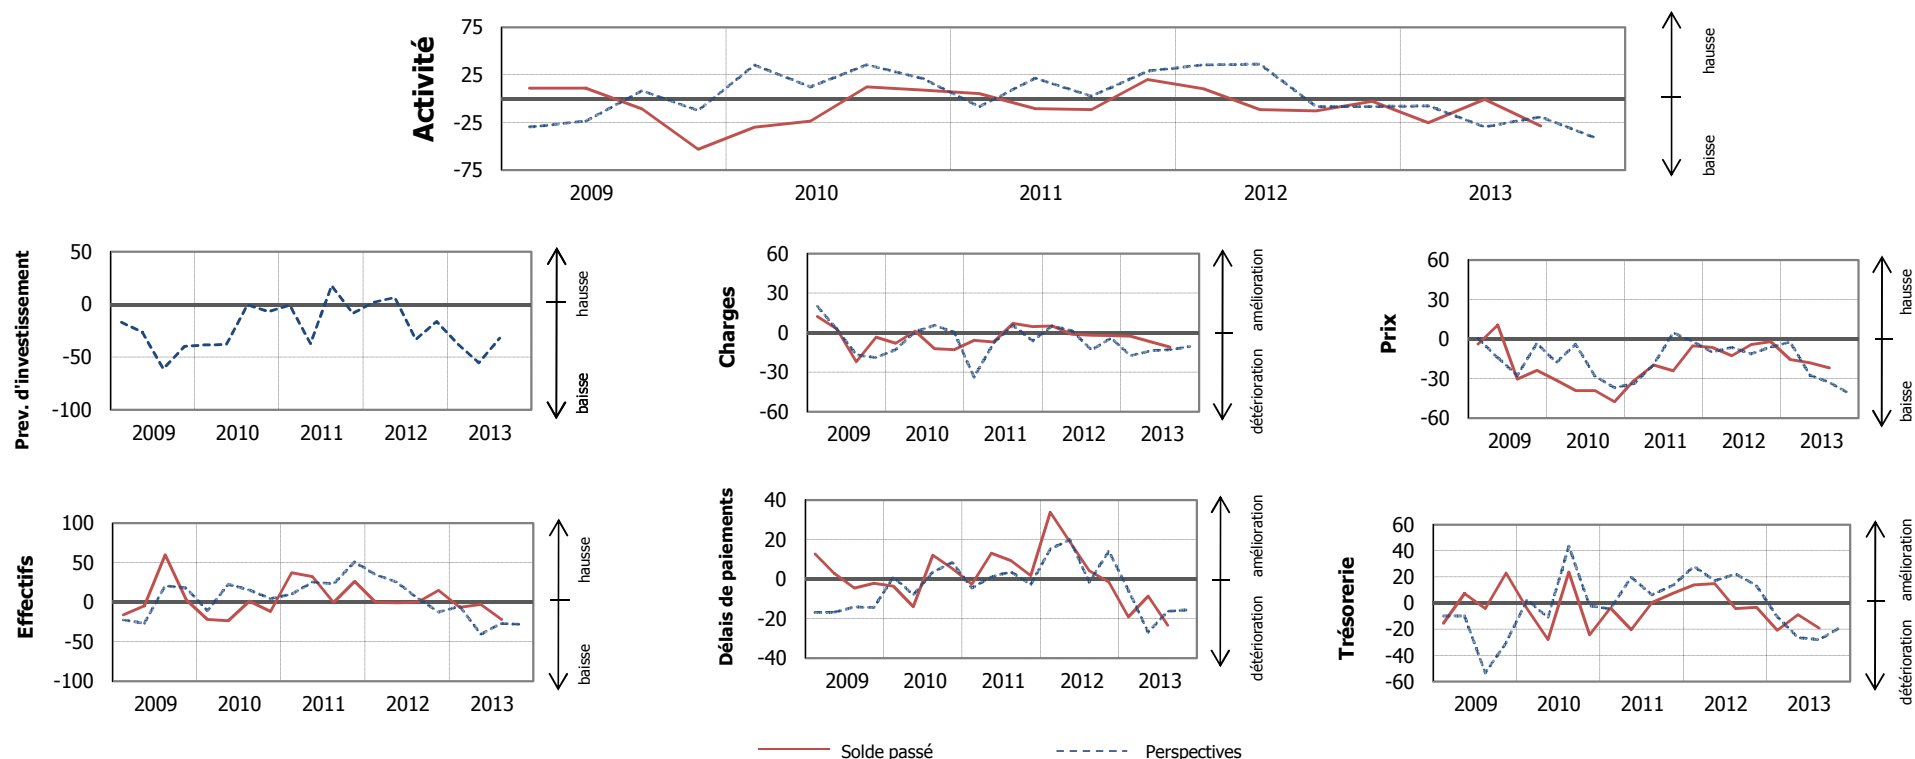 Activité
75
25
-25
-75
2009 2010 2011 2012 2013
hausse
baisse
Prev. d'investissement
50
0
-50
-100
2009 2010 2011 2012 2013
hausse
baisse
Charges
60
30
0
-30
-60
2009 2010 2011 2012 2013
amélioration
détérioration
Prix
60
30
0
-30
-60
2009 2010 2011 2012 2013
hausse
baisse
Effectifs
100
50
0
-50
-100
2009 2010 2011 2012 2013
hausse
baisse
Délais de paiements
40
20
0
-20
-40
2009 2010 2011 2012 2013
amélioration
détérioration
Trésorerie
60
40
20
0
-20
-40
-60
2009 2010 2011 2012 2013
amélioration
détérioration
Solde passé Perspectives